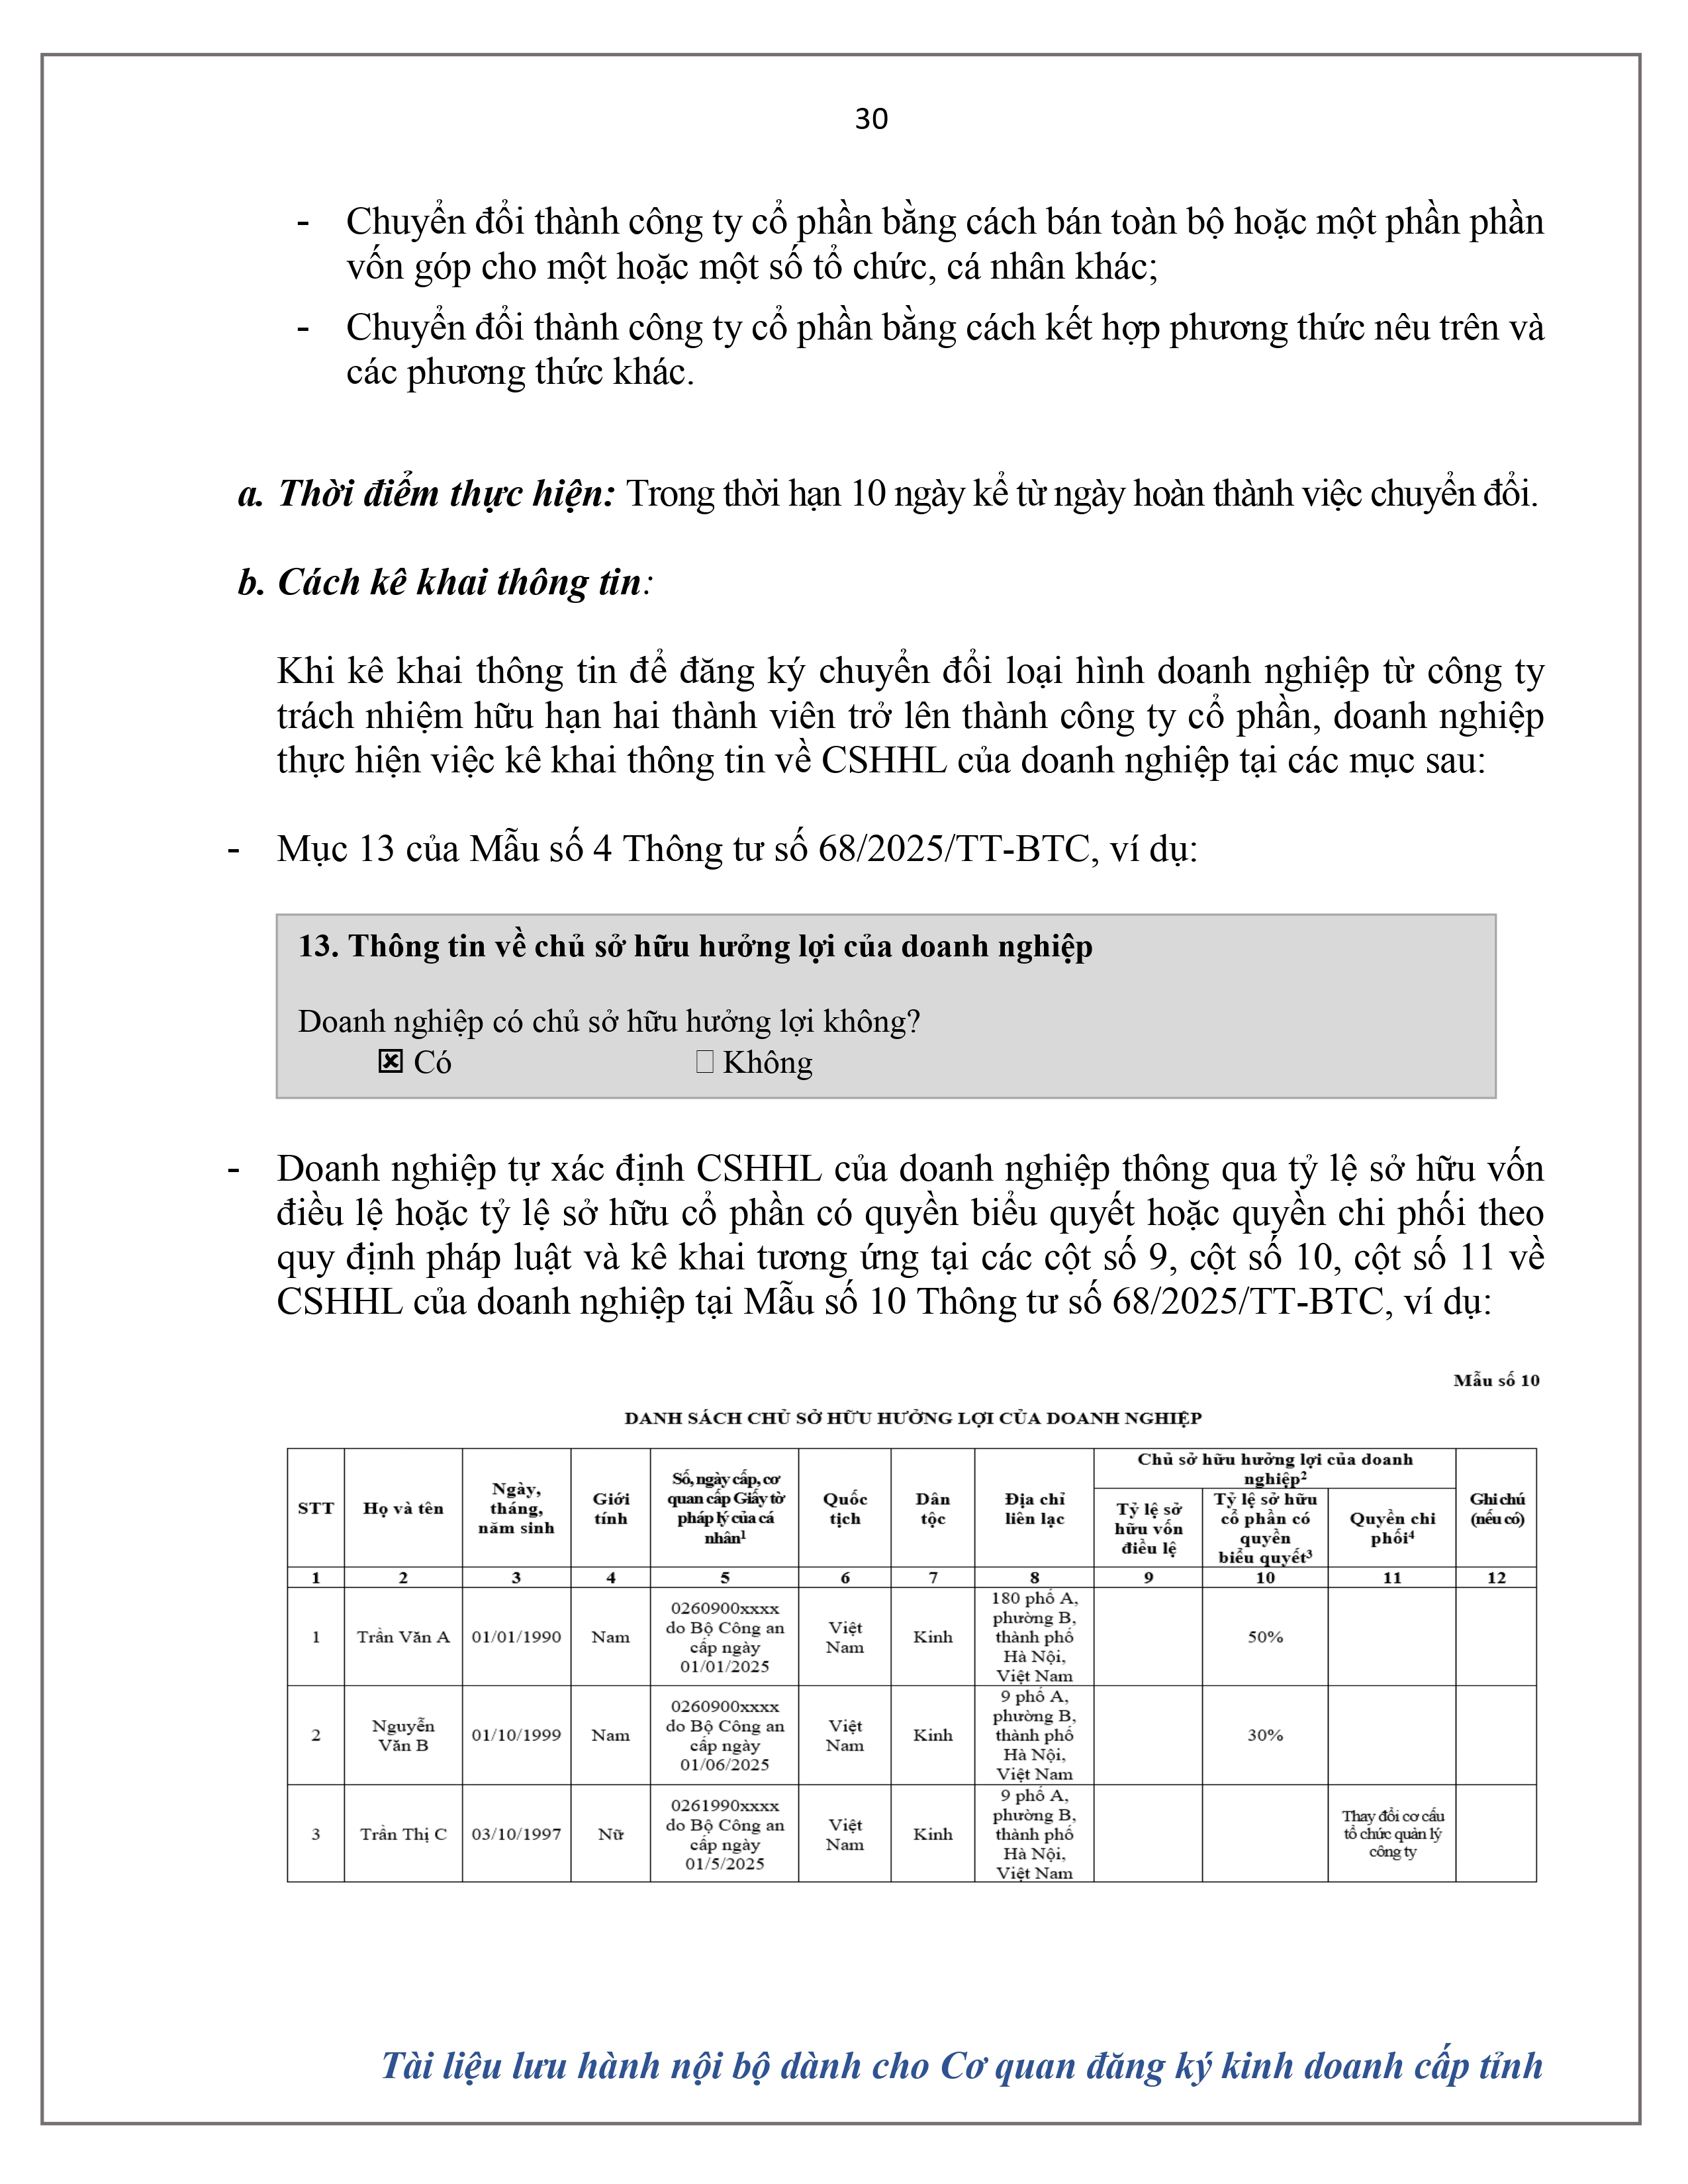 30
- Chuyển đổi thành công ty cổ phần bằng cách bán toàn bộ hoặc một phần phần
vốn góp cho một hoặc một số tổ chức, cá nhân khác;
- Chuyển đổi thành công ty cổ phần bằng cách kết hợp phương thức nêu trên và
các phương thức khác.
a. Thời điểm thực hiện: Trong thời hạn 10 ngày kể từ ngày hoàn thành việc chuyển đổi.
b. Cách kê khai thông tin:
Khi kê khai thông tin để đăng ký chuyển đổi loại hình doanh nghiệp từ công ty
trách nhiệm hữu hạn hai thành viên trở lên thành công ty cổ phần, doanh nghiệp
thực hiện việc kê khai thông tin về CSHHL của doanh nghiệp tại các mục sau:
- Mục 13 của Mẫu số 4 Thông tư số 68/2025/TT-BTC, ví dụ:
13. Thông tin về chủ sở hữu hưởng lợi của doanh nghiệp
Doanh nghiệp có chủ sở hữu hưởng lợi không?
☒ Có ☐ Không
- Doanh nghiệp tự xác định CSHHL của doanh nghiệp thông qua tỷ lệ sở hữu vốn
điều lệ hoặc tỷ lệ sở hữu cổ phần có quyền biểu quyết hoặc quyền chi phối theo
quy định pháp luật và kê khai tương ứng tại các cột số 9, cột số 10, cột số 11 về
CSHHL của doanh nghiệp tại Mẫu số 10 Thông tư số 68/2025/TT-BTC, ví dụ:
Mẫu số 10
DANH SÁCH CHỦ SỞ HỮU HƯỞNG LỢI CỦA DOANH NGHIỆP
STT
Họ và tên
Ngày,
tháng,
năm sinh
Giới
tính
Số, ngày cấp, cơ
quan cấp Giấy tờ
pháp lý của cá
nhân¹
Quốc
tịch
Dân
tộc
Địa chỉ
liên lạc
Chủ sở hữu hưởng lợi của doanh
nghiệp²
Tỷ lệ sở
hữu vốn
điều lệ
Tỷ lệ sở hữu
cổ phần có
quyền
biểu quyết³
Quyền chi
phối⁴
Ghi chú
(nếu có)
1 2 3 4 5 6 7 8 9 10 11 12
1
Trần Văn A
01/01/1990
Nam
0260900xxxx
do Bộ Công an
cấp ngày
01/01/2025
Việt
Nam
Kinh
180 phố A,
phường B,
thành phố
Hà Nội,
Việt Nam
50%
2
Nguyễn
Văn B
01/10/1999
Nam
0260900xxxx
do Bộ Công an
cấp ngày
01/06/2025
Việt
Nam
Kinh
9 phố A,
phường B,
thành phố
Hà Nội,
Việt Nam
30%
3
Trần Thị C
03/10/1997
Nữ
0261990xxxx
do Bộ Công an
cấp ngày
01/5/2025
Việt
Nam
Kinh
9 phố A,
phường B,
thành phố
Hà Nội,
Việt Nam
Thay đổi cơ cấu
tổ chức quản lý
công ty
Tài liệu lưu hành nội bộ dành cho Cơ quan đăng ký kinh doanh cấp tỉnh